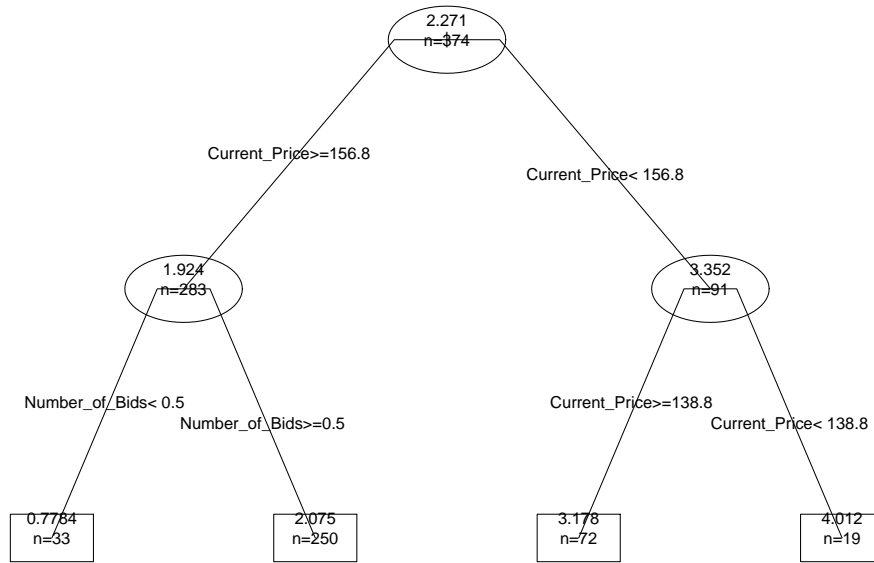 2.271
n=374
Current_Price>=156.8
Current_Price< 156.8
1.924
n=283
3.352
n=91
Number_of_Bids< 0.5
Number_of_Bids>=0.5
Current_Price>=138.8
Current_Price< 138.8
0.7784
n=33
2.075
n=250
3.178
n=72
4.012
n=19